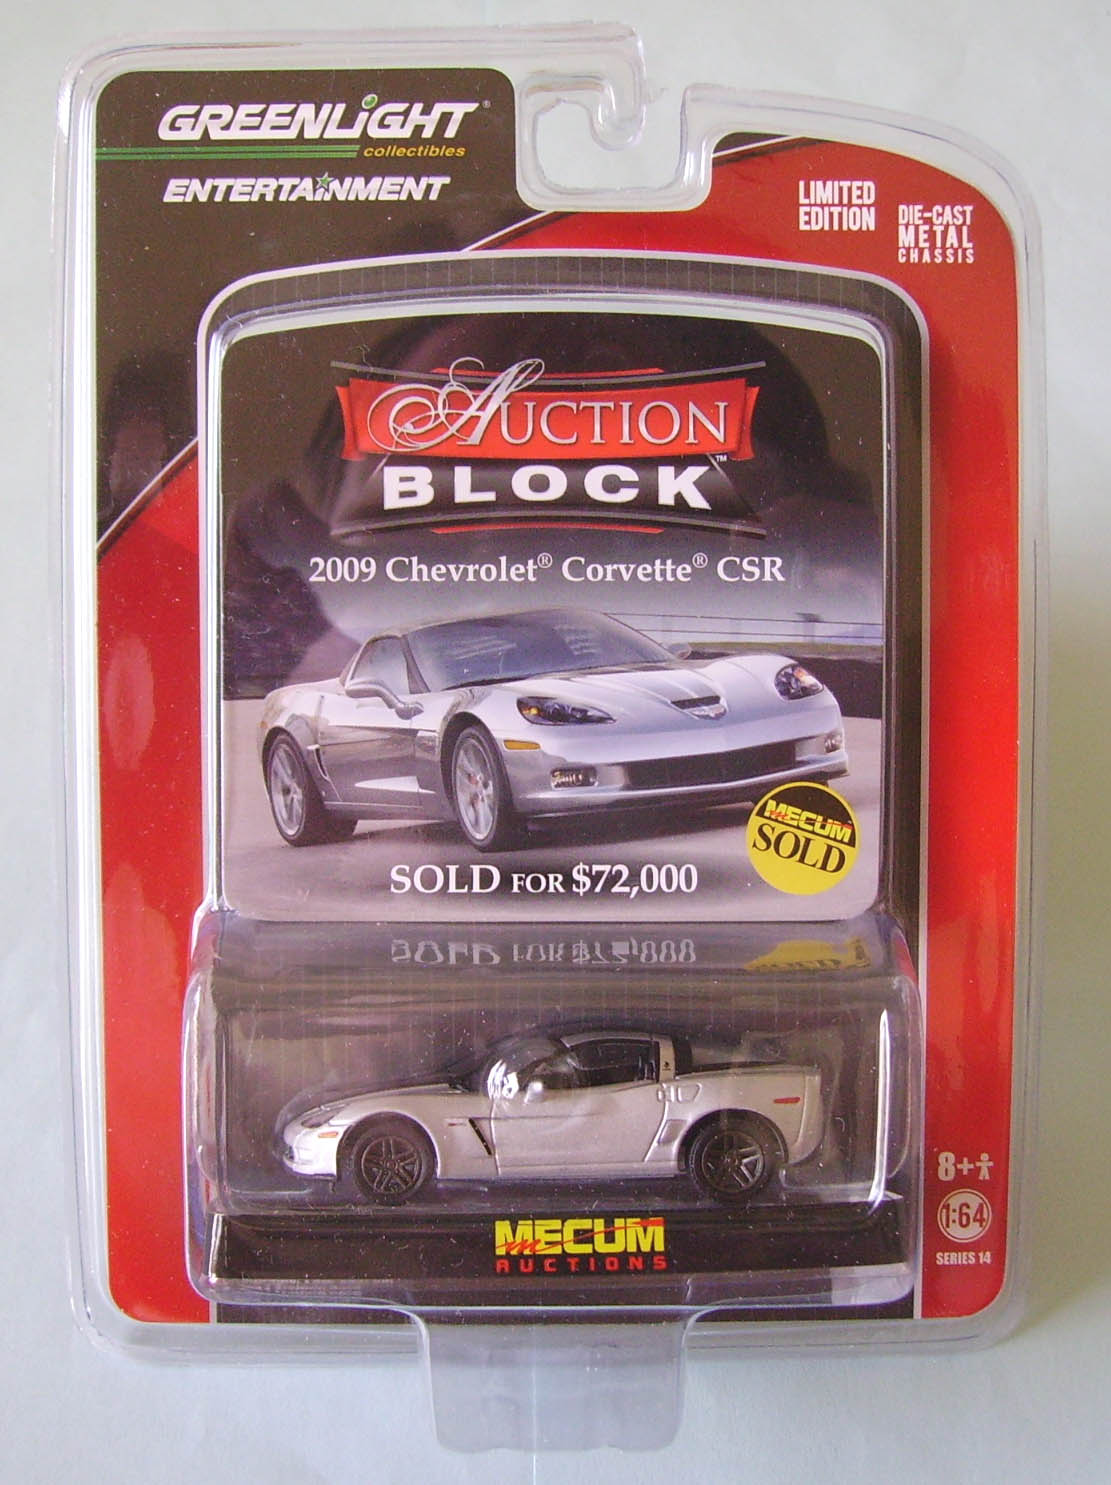 GREENLiGHT®
collectibles
ENTERTAiNMENT
LIMITED
EDITION
DIE-CAST
METAL
CHASSIS
AUCTION
BLOCK™
2009 Chevrolet® Corvette® CSR
MECUM
SOLD
SOLD FOR $72,000
8+
1:64
SERIES 14
MECUM
AUCTIONS